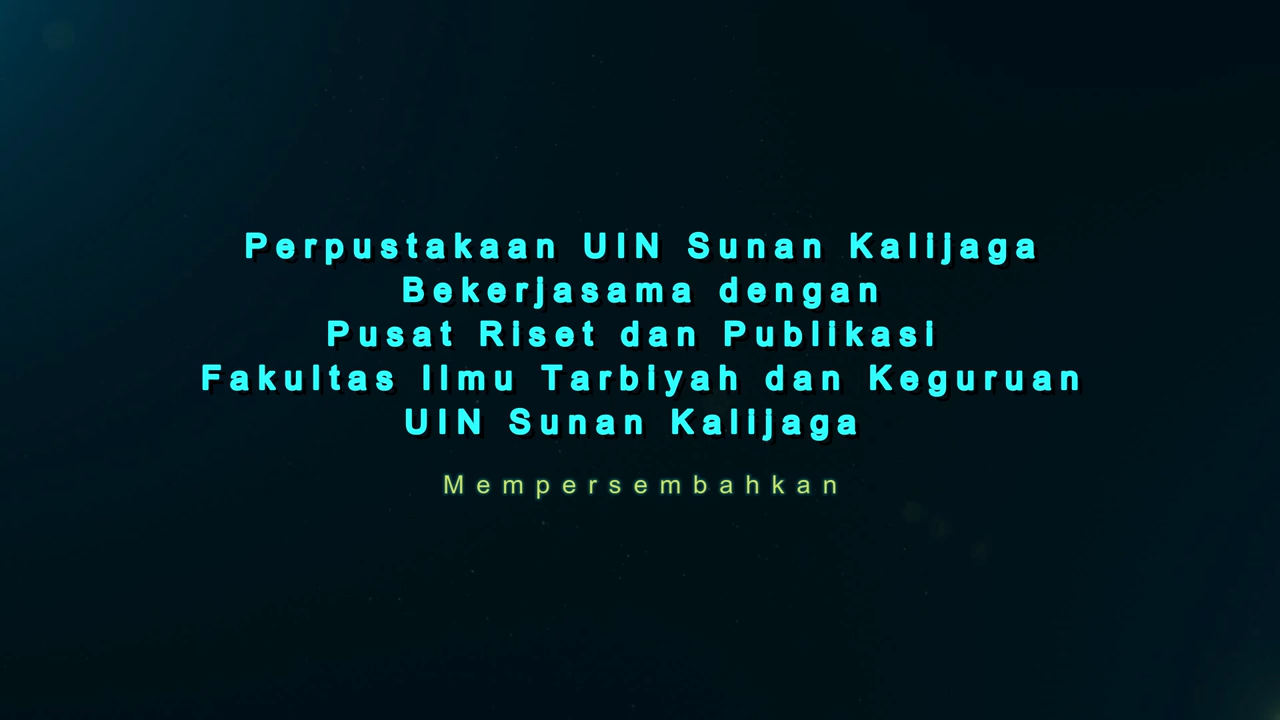 Perpustakaan UIN Sunan Kalijaga
Bekerjasama dengan
Pusat Riset dan Publikasi
Fakultas Ilmu Tarbiyah dan Keguruan
UIN Sunan Kalijaga
Mempersembahkan